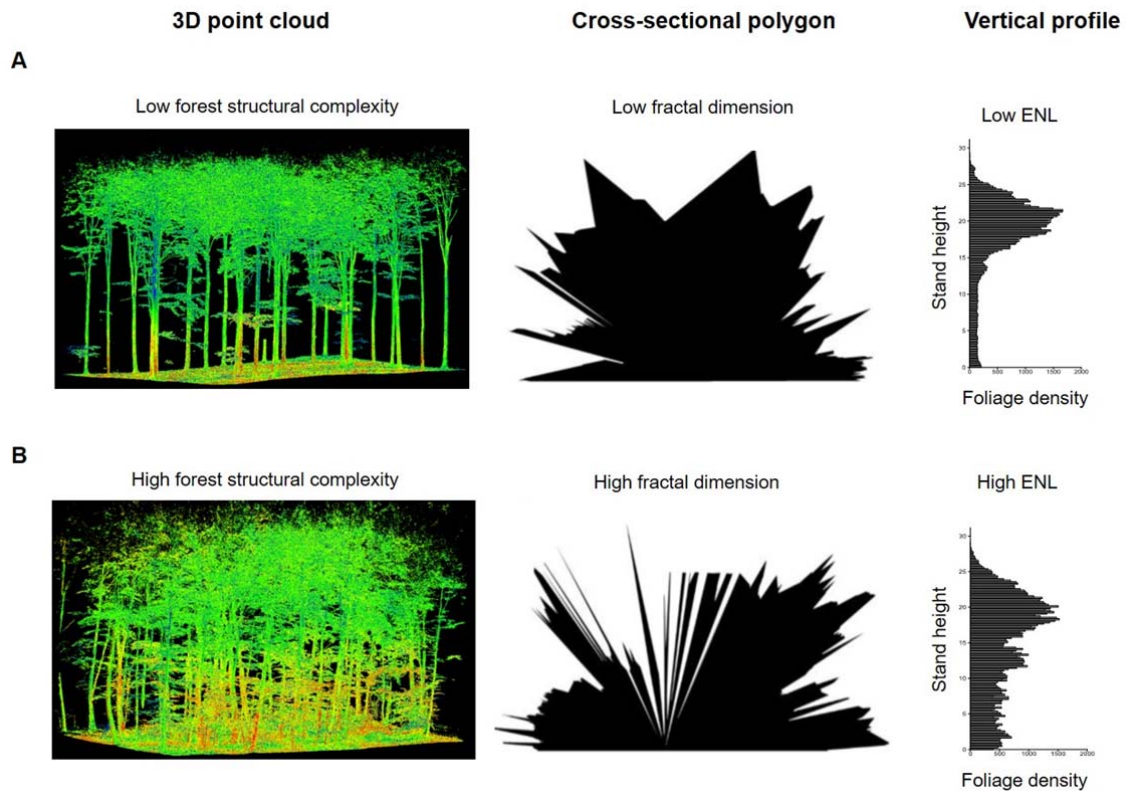 3D point cloud
Cross-sectional polygon
Vertical profile
A
Low forest structural complexity
Low fractal dimension
Low ENL
Stand height
30
25
20
15
10
5
0
0 500 1000 1500 2000
Foliage density
B
High forest structural complexity
High fractal dimension
High ENL
Stand height
30
25
20
15
10
5
0
0 500 1000 1500 2000
Foliage density